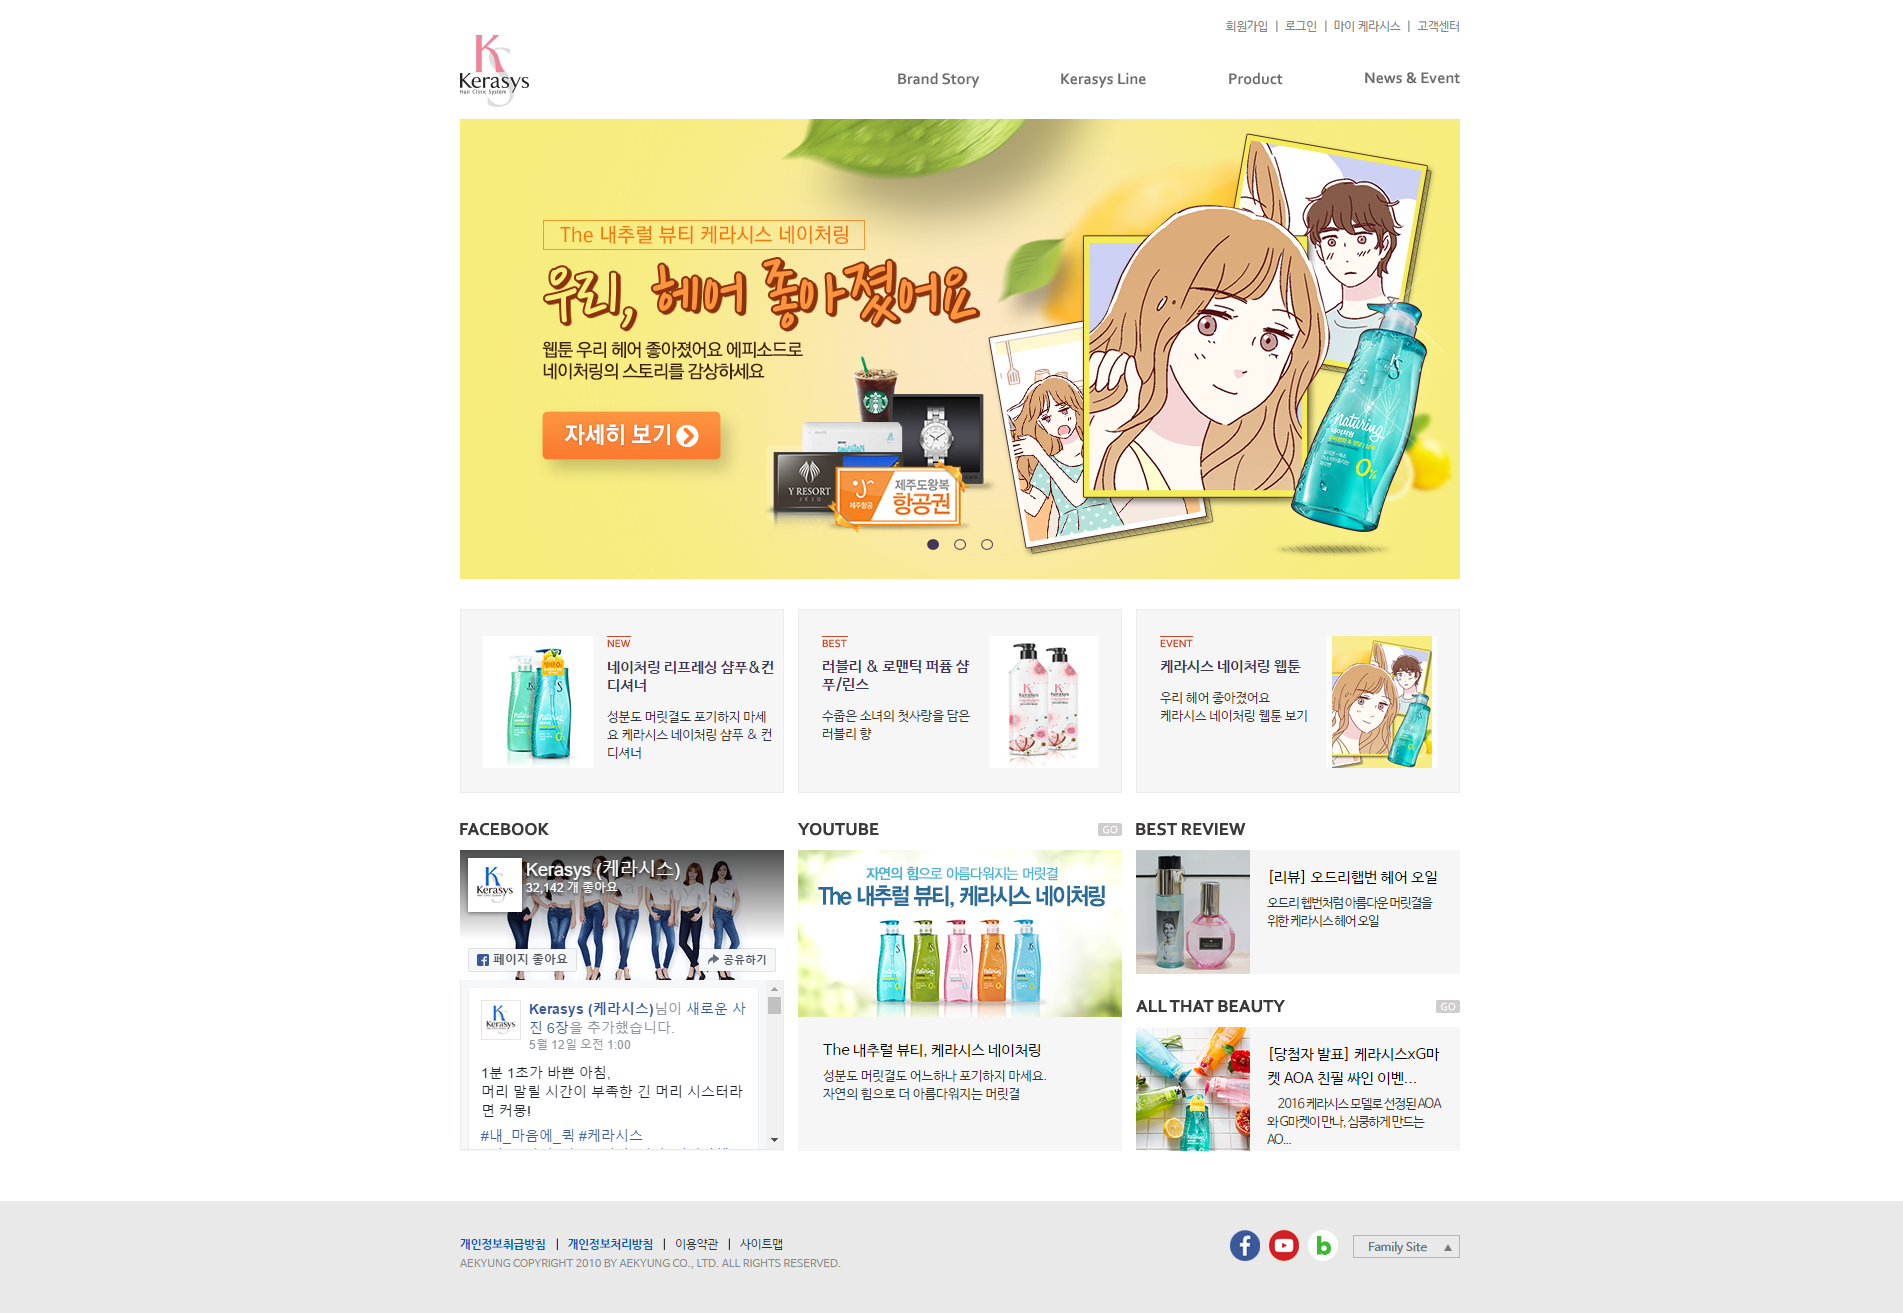 회원가입 | 로그인 | 마이 케라시스 | 고객센터
Kerasys
Hair Clinic System
Brand Story
Kerasys Line
Product
News & Event
The 내추럴 뷰티 케라시스 네이처링
우리, 헤어 좋아졌어요
웹툰 우리 헤어 좋아졌어요 에피소드로
네이처링의 스토리를 감상하세요
자세히 보기
Y RESORT
JEJU
제주항공
제주도왕복
항공권
Naturing
네이처링
0%
NEW
네이처링 리프레싱 샴푸&컨
디셔너
성분도 머릿결도 포기하지 마세
요 케라시스 네이처링 샴푸 & 컨
디셔너
BEST
러블리 & 로맨틱 퍼퓸 샴
푸/린스
수줍은 소녀의 첫사랑을 담은
러블리 향
Kerasys
Kerasys
EVENT
케라시스 네이처링 웹툰
우리 헤어 좋아졌어요
케라시스 네이처링 웹툰 보기
FACEBOOK
Kerasys
Kerasys (케라시스)
32,142 개 좋아요
페이지 좋아요
공유하기
Kerasys
Kerasys (케라시스)님이 새로운 사
진 6장을 추가했습니다.
5월 12일 오전 1:00
1분 1초가 바쁜 아침,
머리 말릴 시간이 부족한 긴 머리 시스터라
면 커몽!
#내_마음에_퀵 #케라시스
YOUTUBE
GO
자연의 힘으로 아름다워지는 머릿결
The 내추럴 뷰티, 케라시스 네이처링
The 내추럴 뷰티, 케라시스 네이처링
성분도 머릿결도 어느하나 포기하지 마세요.
자연의 힘으로 더 아름다워지는 머릿결
BEST REVIEW
[리뷰] 오드리햅번 헤어 오일
오드리 헵번처럼 아름다운 머릿결을
위한 케라시스 헤어 오일
ALL THAT BEAUTY
GO
[당첨자 발표] 케라시스xG마
켓 AOA 친필 싸인 이벤...
2016 케라시스 모델로 선정된 AOA
와 G마켓이 만나, 심쿵하게 만드는
AO...
개인정보취급방침 | 개인정보처리방침 | 이용약관 | 사이트맵
AEKYUNG COPYRIGHT 2010 BY AEKYUNG CO., LTD. ALL RIGHTS RESERVED.
Family Site